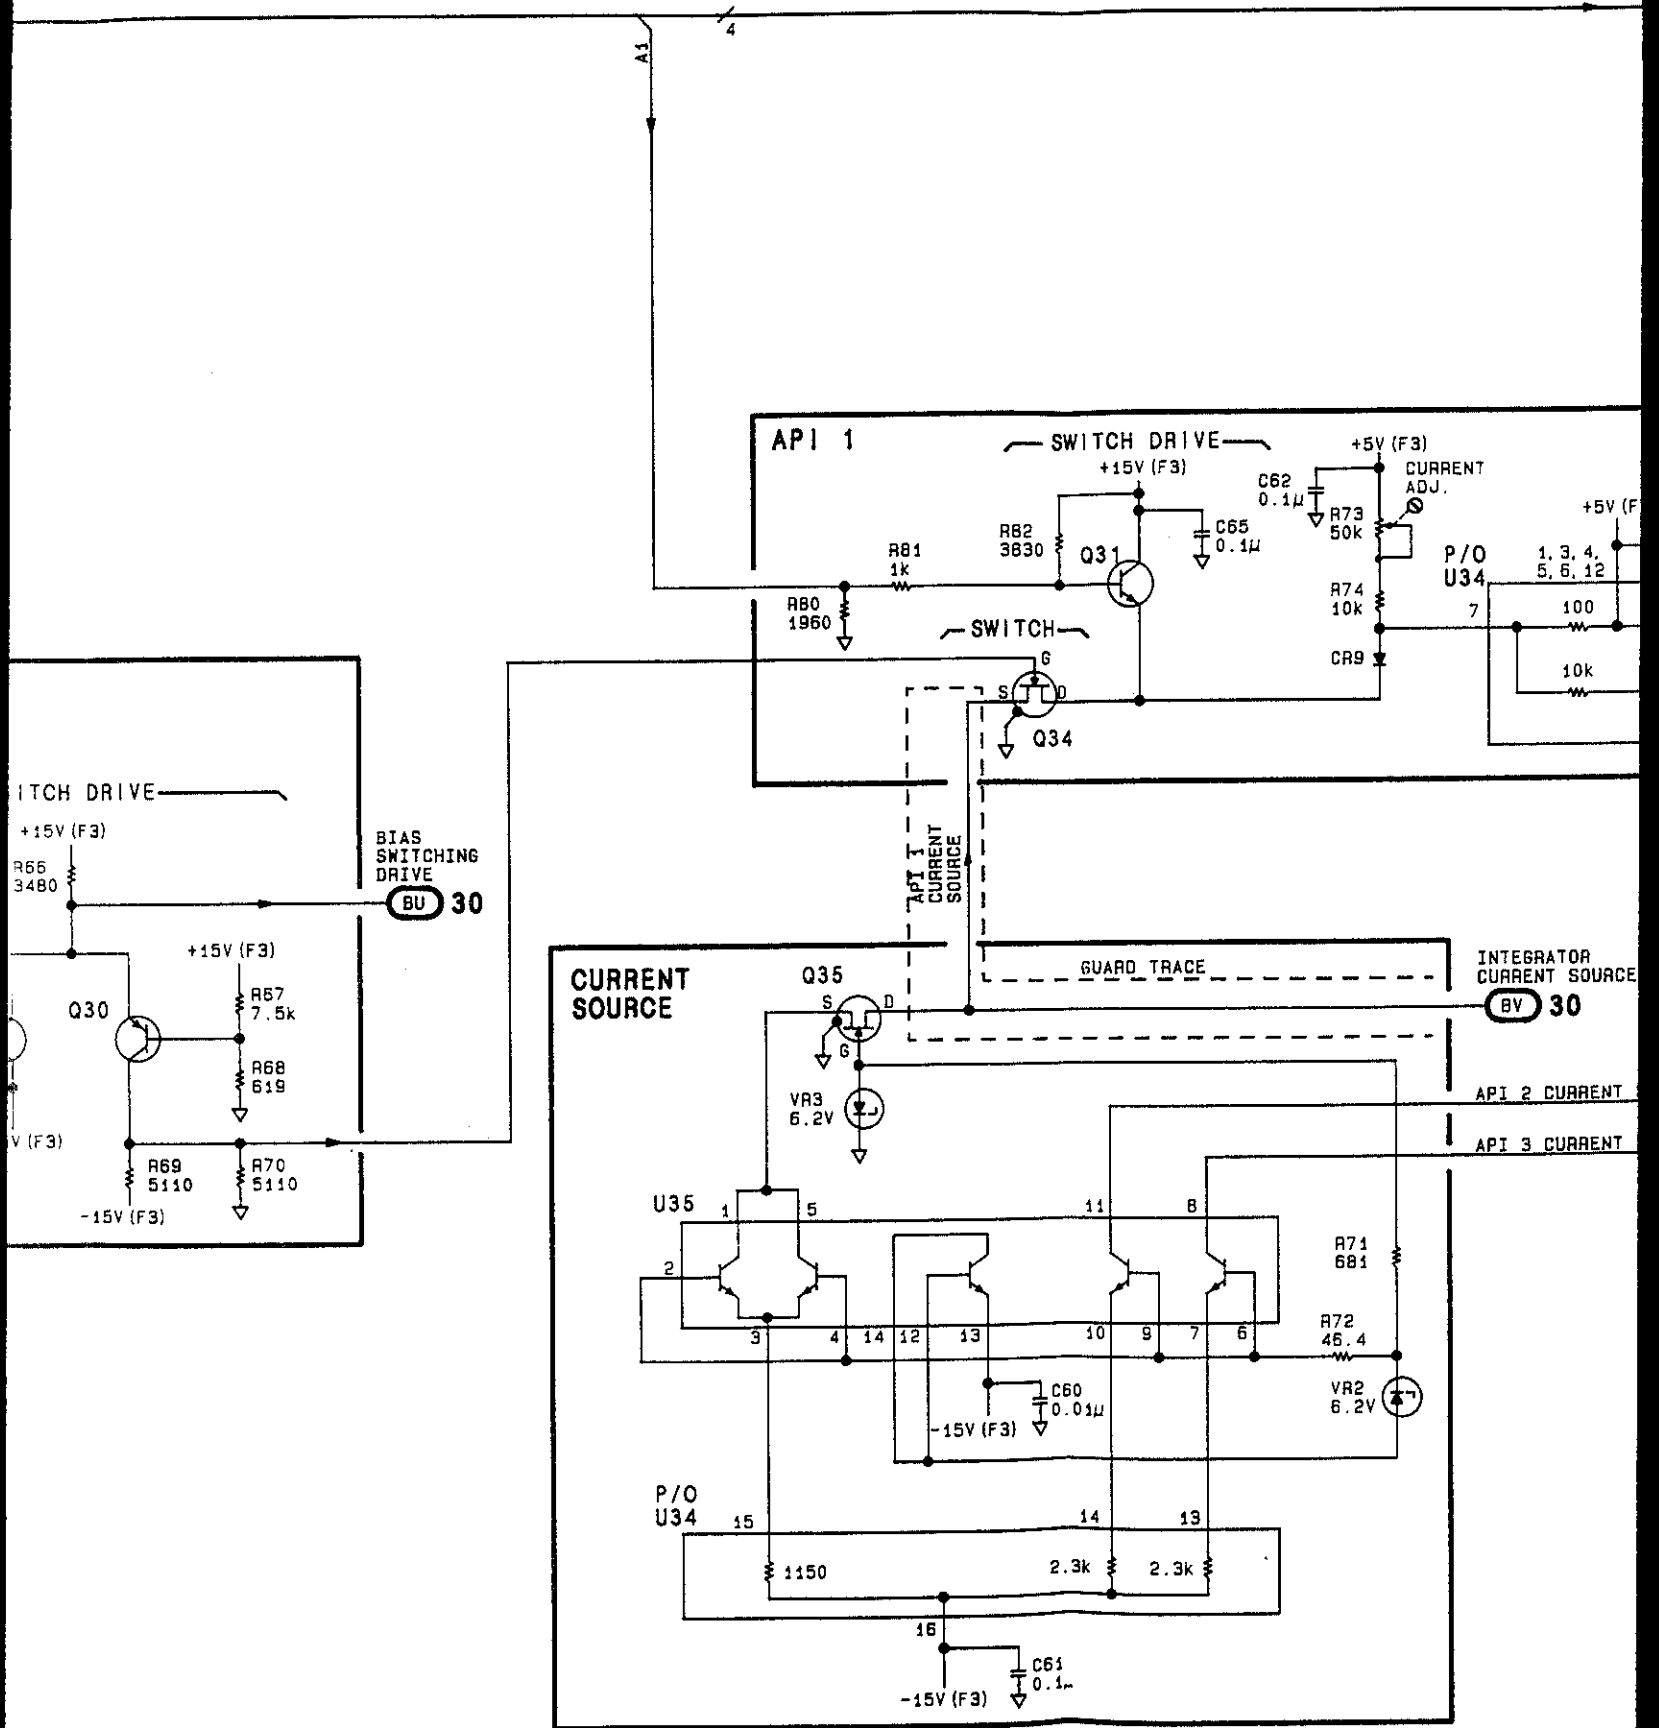 4
A1
API 1
SWITCH DRIVE
+15V (F3)
+5V (F3)
CURRENT
ADJ.
C62
0.1µ
R73
50k
+5V (F
R82
3830
C65
0.1µ
Q31
R81
1k
R80
1960
P/O
U34
1, 3, 4,
5, 6, 12
R74
10k
7
100
SWITCH
G
S
D
CR9
10k
Q34
ITCH DRIVE
+15V (F3)
R66
3480
BIAS
SWITCHING
DRIVE
BU 30
API 1
CURRENT
SOURCE
+15V (F3)
Q30
R67
7.5k
R68
619
V (F3)
R69
5110
R70
5110
-15V (F3)
CURRENT
SOURCE
Q35
S
D
G
GUARD TRACE
INTEGRATOR
CURRENT SOURCE
BV 30
VR3
6.2V
API 2 CURRENT
API 3 CURRENT
U35
1
5
11
8
2
R71
681
3
4
14
12
13
10
9
7
6
R72
46.4
C60
0.01µ
VR2
6.2V
-15V (F3)
P/O
U34
15
14
13
1150
2.3k
2.3k
16
C61
0.1
-15V (F3)